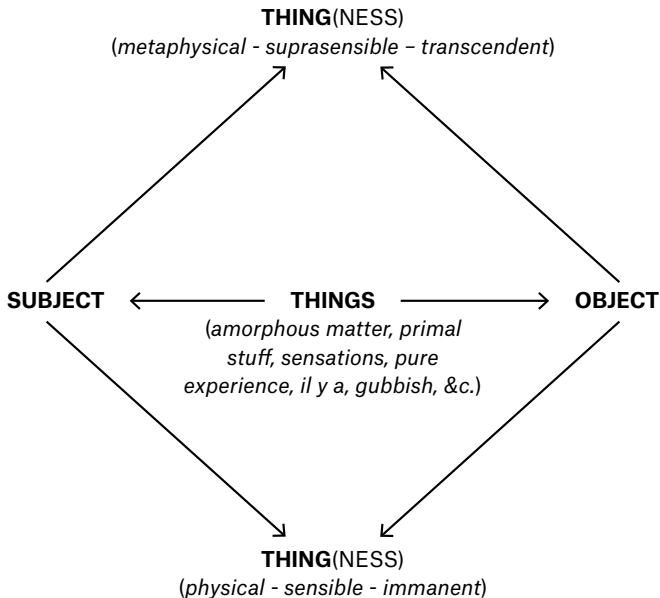 THING(NESS)
(metaphysical - suprasensible – transcendent)
SUBJECT
THINGS
OBJECT
(amorphous matter, primal
stuff, sensations, pure
experience, il y a, gubbish, &c.)
THING(NESS)
(physical - sensible - immanent)